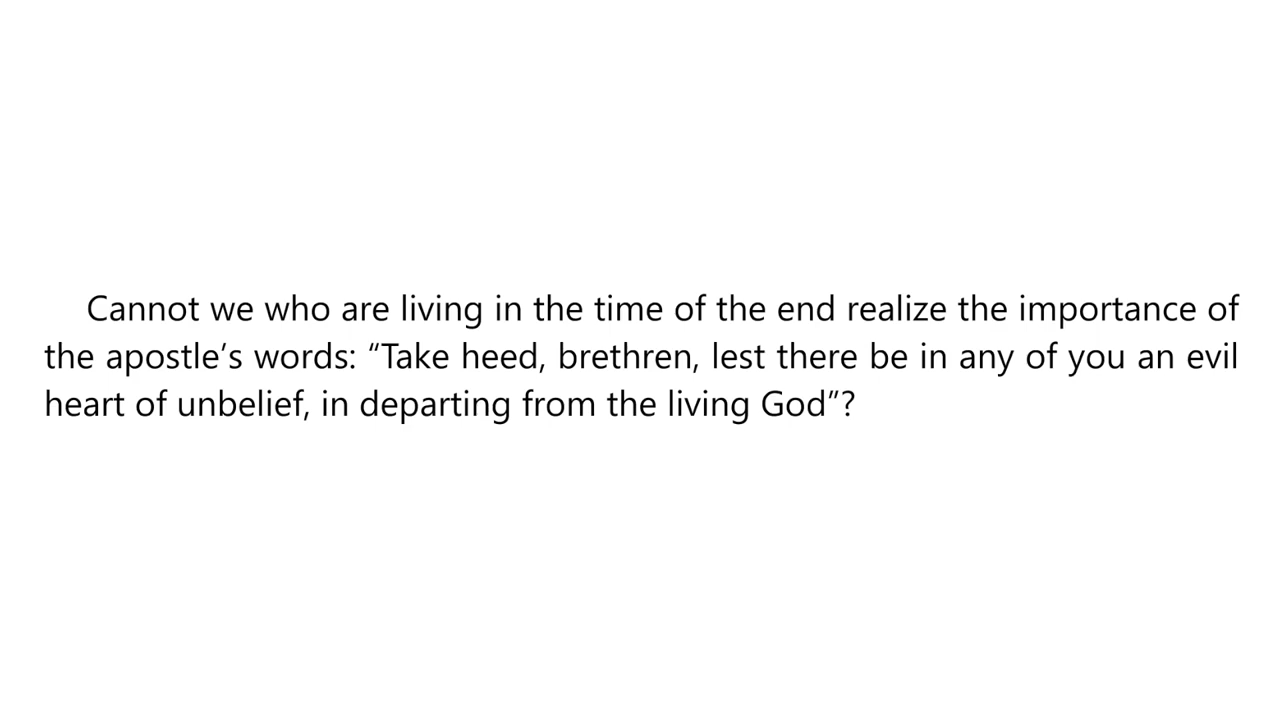 Cannot we who are living in the time of the end realize the importance of
the apostle’s words: “Take heed, brethren, lest there be in any of you an evil
heart of unbelief, in departing from the living God”?